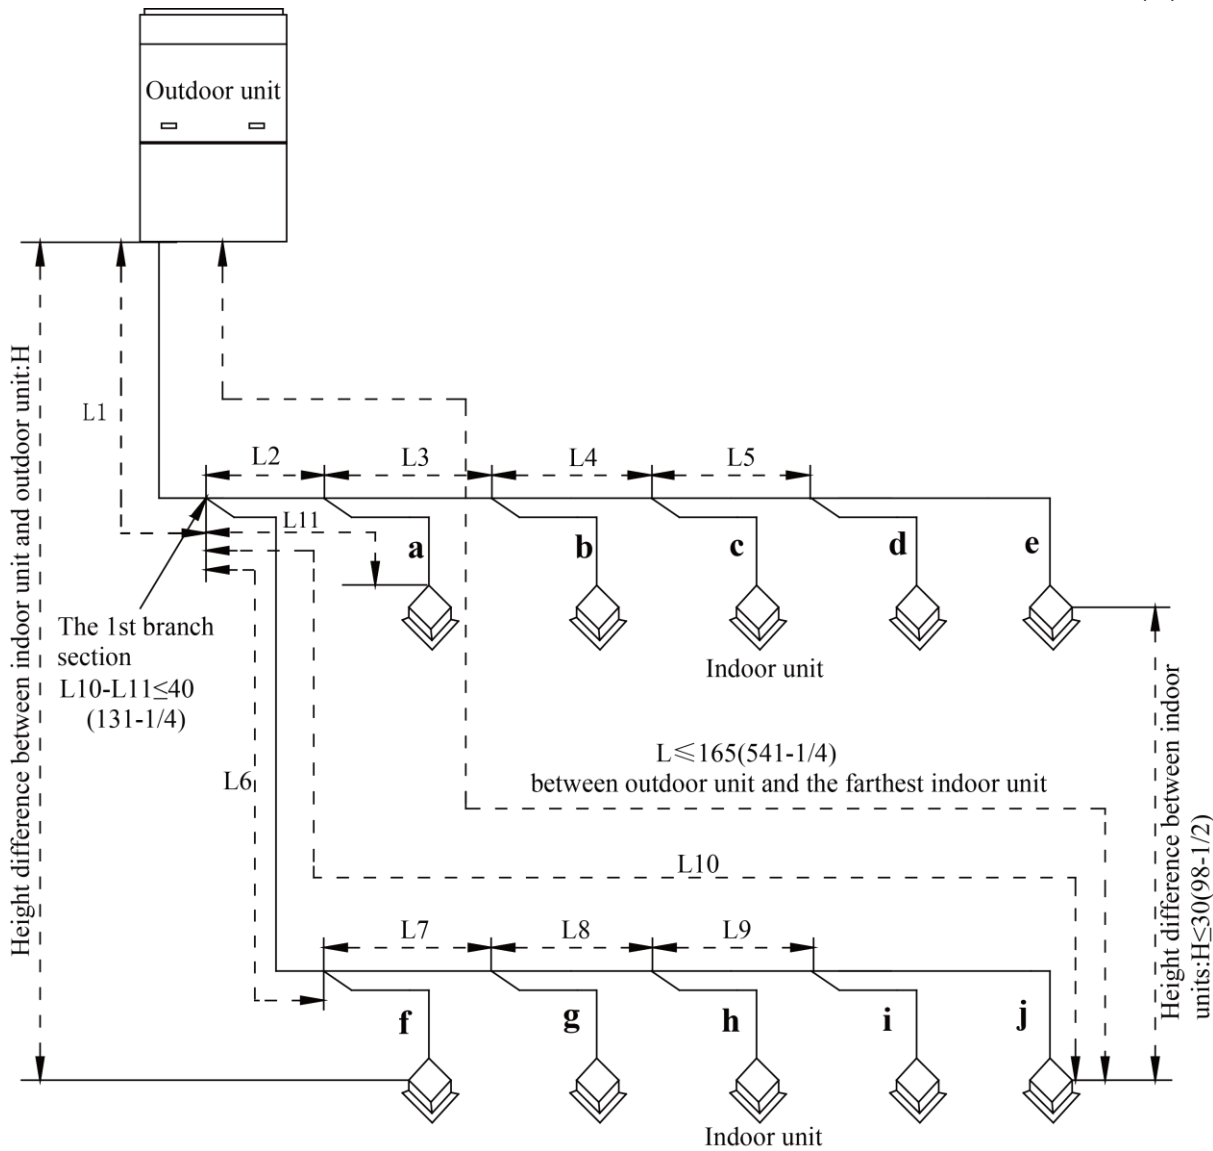 Outdoor unit
Height difference between indoor unit and outdoor unit:H
L1
L2
L3
L4
L5
L11
a
b
c
d
e
The 1st branch
section
L10-L11≤40
(131-1/4)
Indoor unit
L6
L≤165(541-1/4)
between outdoor unit and the farthest indoor unit
Height difference between indoor
units:H≤30(98-1/2)
L10
L7
L8
L9
f
g
h
i
j
Indoor unit